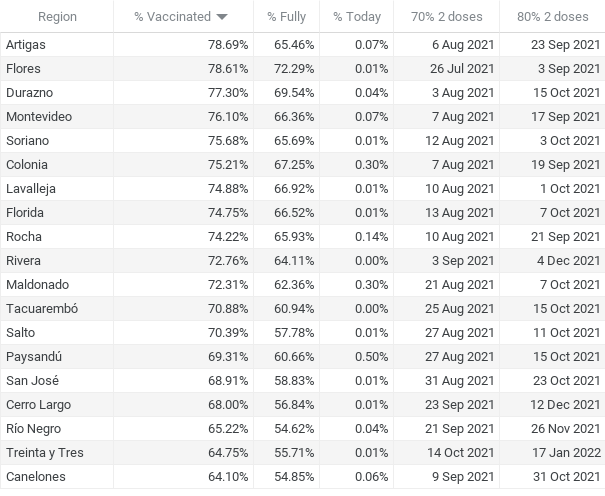 Region % Vaccinated % Fully % Today 70% 2 doses 80% 2 doses
Artigas 78.69% 65.46% 0.07% 6 Aug 2021 23 Sep 2021
Flores 78.61% 72.29% 0.01% 26 Jul 2021 3 Sep 2021
Durazno 77.30% 69.54% 0.04% 3 Aug 2021 15 Oct 2021
Montevideo 76.10% 66.36% 0.07% 7 Aug 2021 17 Sep 2021
Soriano 75.68% 65.69% 0.01% 12 Aug 2021 3 Oct 2021
Colonia 75.21% 67.25% 0.30% 7 Aug 2021 19 Sep 2021
Lavalleja 74.88% 66.92% 0.01% 10 Aug 2021 1 Oct 2021
Florida 74.75% 66.52% 0.01% 13 Aug 2021 7 Oct 2021
Rocha 74.22% 65.93% 0.14% 10 Aug 2021 21 Sep 2021
Rivera 72.76% 64.11% 0.00% 3 Sep 2021 4 Dec 2021
Maldonado 72.31% 62.36% 0.30% 21 Aug 2021 7 Oct 2021
Tacuarembó 70.88% 60.94% 0.00% 25 Aug 2021 15 Oct 2021
Salto 70.39% 57.78% 0.01% 27 Aug 2021 11 Oct 2021
Paysandú 69.31% 60.66% 0.50% 27 Aug 2021 15 Oct 2021
San José 68.91% 58.83% 0.01% 31 Aug 2021 23 Oct 2021
Cerro Largo 68.00% 56.84% 0.01% 23 Sep 2021 12 Dec 2021
Río Negro 65.22% 54.62% 0.04% 21 Sep 2021 26 Nov 2021
Treinta y Tres 64.75% 55.71% 0.01% 14 Oct 2021 17 Jan 2022
Canelones 64.10% 54.85% 0.06% 9 Sep 2021 31 Oct 2021